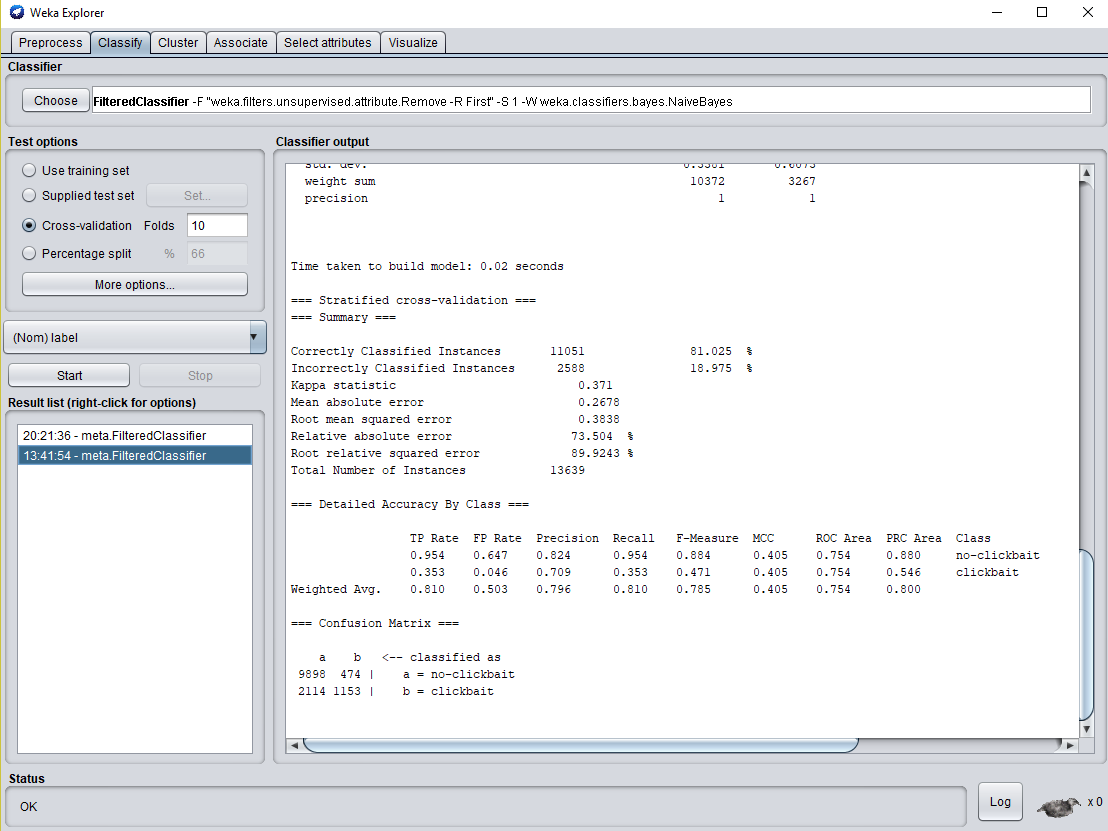 Weka Explorer
Preprocess Classify Cluster Associate Select attributes Visualize
Classifier
Choose FilteredClassifier -F "weka.filters.unsupervised.attribute.Remove -R First" -S 1 -W weka.classifiers.bayes.NaiveBayes
Test options
Use training set
Supplied test set Set...
Cross-validation Folds 10
Percentage split % 66
More options...
(Nom) label
Start Stop
Result list (right-click for options)
20:21:36 - meta.FilteredClassifier
13:41:54 - meta.FilteredClassifier
Classifier output
std. dev. 0.3381 0.6073
weight sum 10372 3267
precision 1 1
Time taken to build model: 0.02 seconds
=== Stratified cross-validation ===
=== Summary ===
Correctly Classified Instances 11051 81.025 %
Incorrectly Classified Instances 2588 18.975 %
Kappa statistic 0.371
Mean absolute error 0.2678
Root mean squared error 0.3838
Relative absolute error 73.504 %
Root relative squared error 89.9243 %
Total Number of Instances 13639
=== Detailed Accuracy By Class ===
TP Rate FP Rate Precision Recall F-Measure MCC ROC Area PRC Area Class
0.954 0.647 0.824 0.954 0.884 0.405 0.754 0.880 no-clickbait
0.353 0.046 0.709 0.353 0.471 0.405 0.754 0.546 clickbait
Weighted Avg. 0.810 0.503 0.796 0.810 0.785 0.405 0.754 0.800
=== Confusion Matrix ===
a b <-- classified as
9898 474 | a = no-clickbait
2114 1153 | b = clickbait
Status
OK
Log
x 0